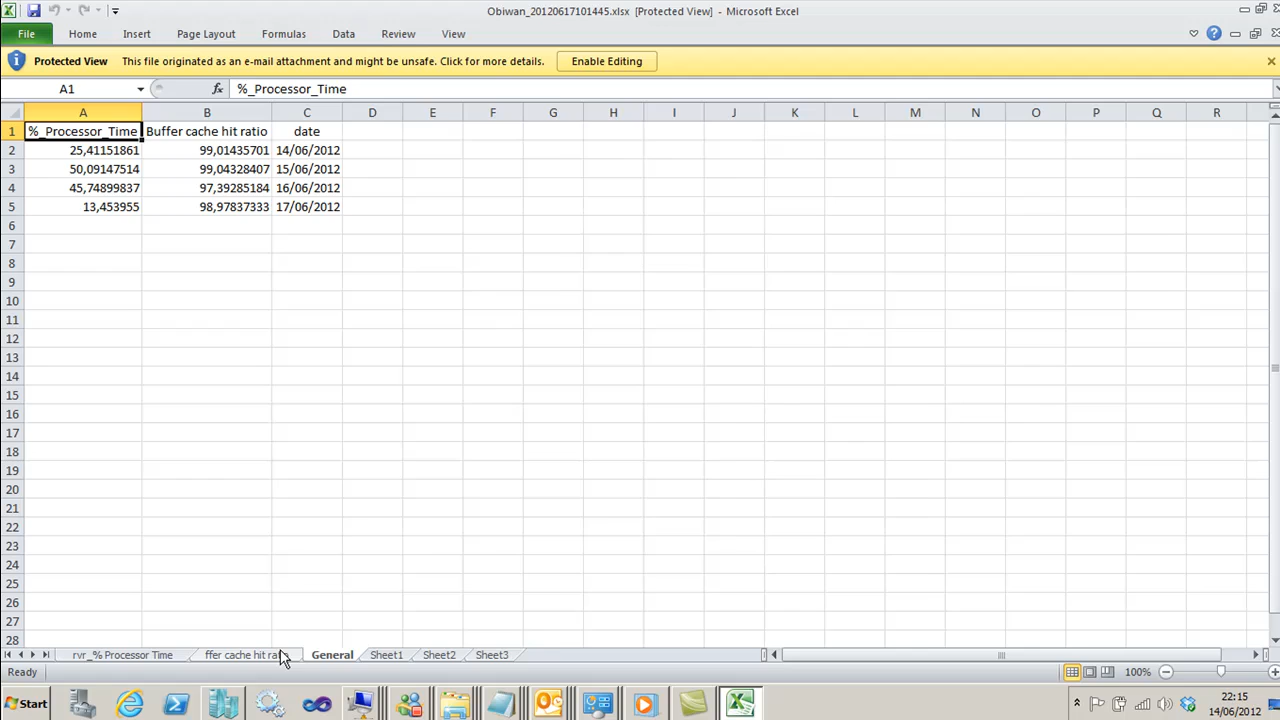 Obiwan_20120617101445.xlsx [Protected View] - Microsoft Excel
File Home Insert Page Layout Formulas Data Review View
Protected View This file originated as an e-mail attachment and might be unsafe. Click for more details. Enable Editing
A1 fx %_Processor_Time
A B C D E F G H I J K L M N O P Q R
1 %_Processor_Time Buffer cache hit ratio date
2 25,41151861 99,01435701 14/06/2012
3 50,09147514 99,04328407 15/06/2012
4 45,74899837 97,39285184 16/06/2012
5 13,453955 98,97837333 17/06/2012
6
7
8
9
10
11
12
13
14
15
16
17
18
19
20
21
22
23
24
25
26
27
28
rvr_% Processor Time ffer cache hit General Sheet1 Sheet2 Sheet3
Ready 100%
Start 22:15
14/06/2012